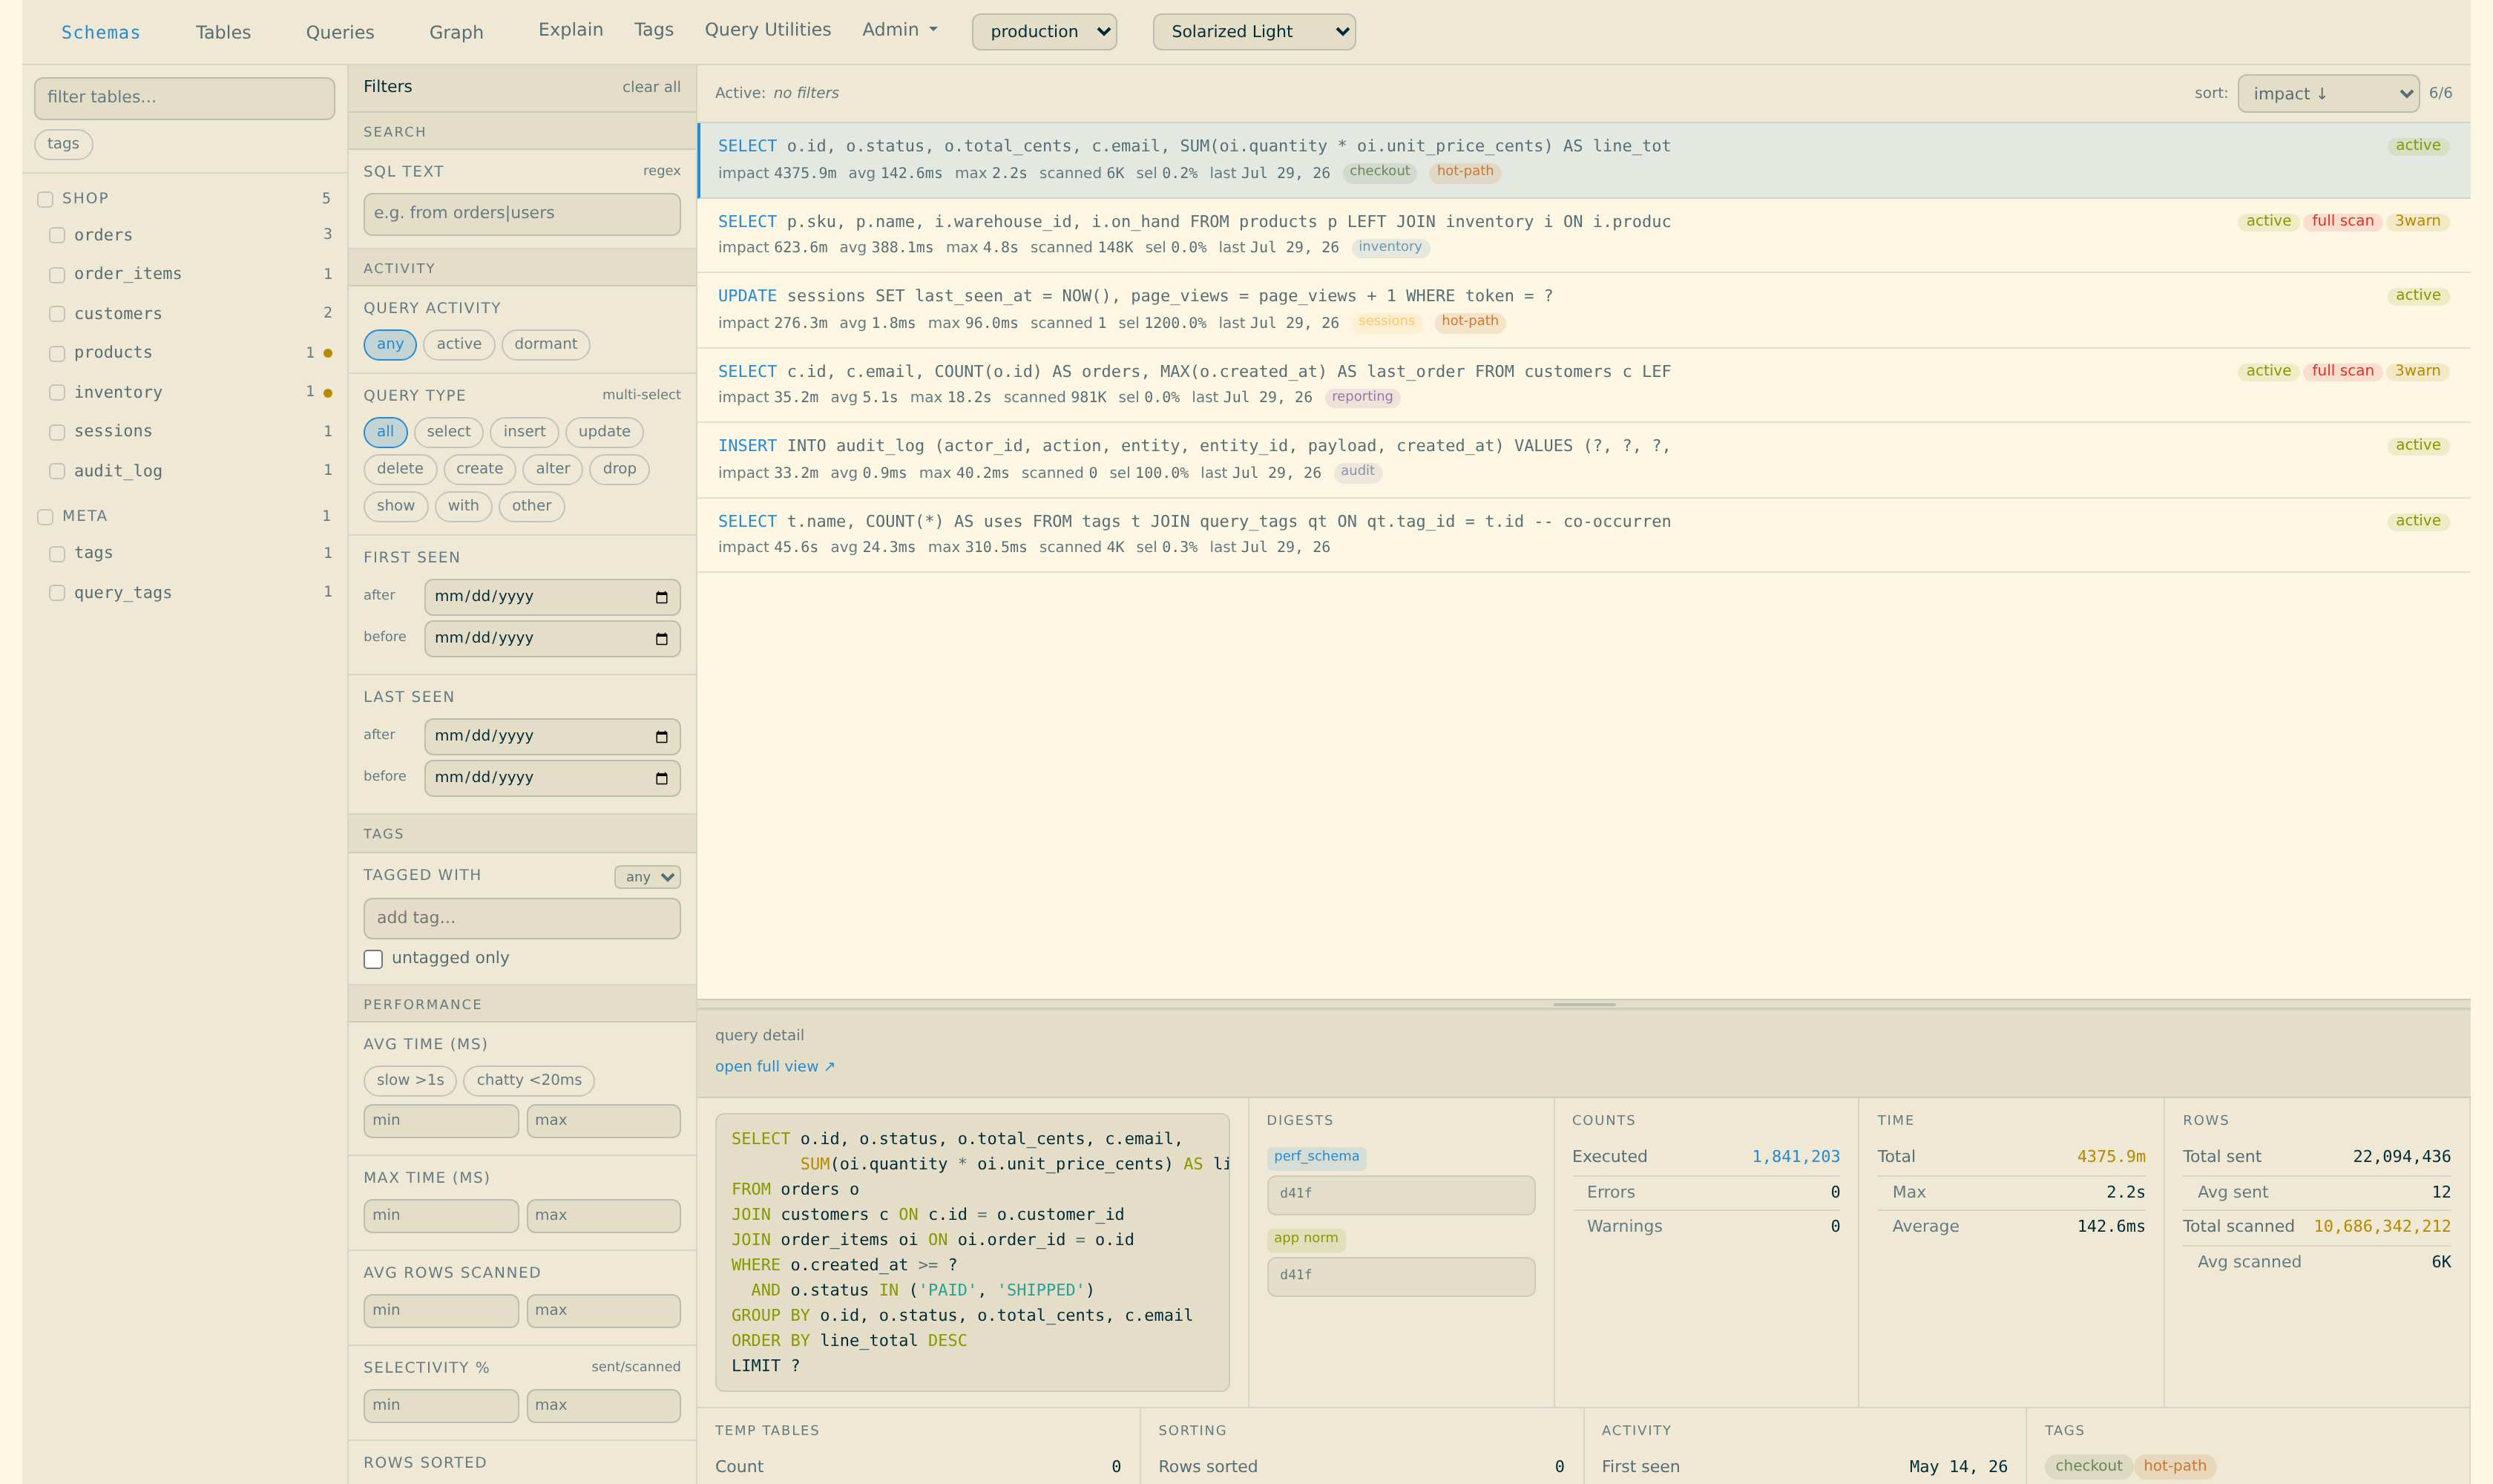 Schemas Tables Queries Graph Explain Tags Query Utilities Admin production Solarized Light
filter tables...
tags
SHOP 5
orders 3
order_items 1
customers 2
products 1
inventory 1
sessions 1
audit_log 1
META 1
tags 1
query_tags 1
Filters clear all
SEARCH
SQL TEXT regex
e.g. from orders|users
ACTIVITY
QUERY ACTIVITY
any active dormant
QUERY TYPE multi-select
all select insert update
delete create alter drop
show with other
FIRST SEEN
after mm/dd/yyyy
before mm/dd/yyyy
LAST SEEN
after mm/dd/yyyy
before mm/dd/yyyy
TAGS
TAGGED WITH any
add tag...
untagged only
PERFORMANCE
AVG TIME (MS)
slow >1s chatty <20ms
min max
MAX TIME (MS)
min max
AVG ROWS SCANNED
min max
SELECTIVITY % sent/scanned
min max
ROWS SORTED
Active: no filters sort: impact ↓ 6/6
SELECT o.id, o.status, o.total_cents, c.email, SUM(oi.quantity * oi.unit_price_cents) AS line_tot active
impact 4375.9m avg 142.6ms max 2.2s scanned 6K sel 0.2% last Jul 29, 26 checkout hot-path
SELECT p.sku, p.name, i.warehouse_id, i.on_hand FROM products p LEFT JOIN inventory i ON i.produc active full scan 3warn
impact 623.6m avg 388.1ms max 4.8s scanned 148K sel 0.0% last Jul 29, 26 inventory
UPDATE sessions SET last_seen_at = NOW(), page_views = page_views + 1 WHERE token = ? active
impact 276.3m avg 1.8ms max 96.0ms scanned 1 sel 1200.0% last Jul 29, 26 sessions hot-path
SELECT c.id, c.email, COUNT(o.id) AS orders, MAX(o.created_at) AS last_order FROM customers c LEF active full scan 3warn
impact 35.2m avg 5.1s max 18.2s scanned 981K sel 0.0% last Jul 29, 26 reporting
INSERT INTO audit_log (actor_id, action, entity, entity_id, payload, created_at) VALUES (?, ?, ?, active
impact 33.2m avg 0.9ms max 40.2ms scanned 0 sel 100.0% last Jul 29, 26 audit
SELECT t.name, COUNT(*) AS uses FROM tags t JOIN query_tags qt ON qt.tag_id = t.id -- co-occurren active
impact 45.6s avg 24.3ms max 310.5ms scanned 4K sel 0.3% last Jul 29, 26
query detail
open full view ↗
SELECT o.id, o.status, o.total_cents, c.email,
SUM(oi.quantity * oi.unit_price_cents) AS li
FROM orders o
JOIN customers c ON c.id = o.customer_id
JOIN order_items oi ON oi.order_id = o.id
WHERE o.created_at >= ?
AND o.status IN ('PAID', 'SHIPPED')
GROUP BY o.id, o.status, o.total_cents, c.email
ORDER BY line_total DESC
LIMIT ?
DIGESTS
perf_schema
d41f
app norm
d41f
COUNTS
Executed 1,841,203
Errors 0
Warnings 0
TIME
Total 4375.9m
Max 2.2s
Average 142.6ms
ROWS
Total sent 22,094,436
Avg sent 12
Total scanned 10,686,342,212
Avg scanned 6K
TEMP TABLES
Count 0
SORTING
Rows sorted 0
ACTIVITY
First seen May 14, 26
TAGS
checkout hot-path